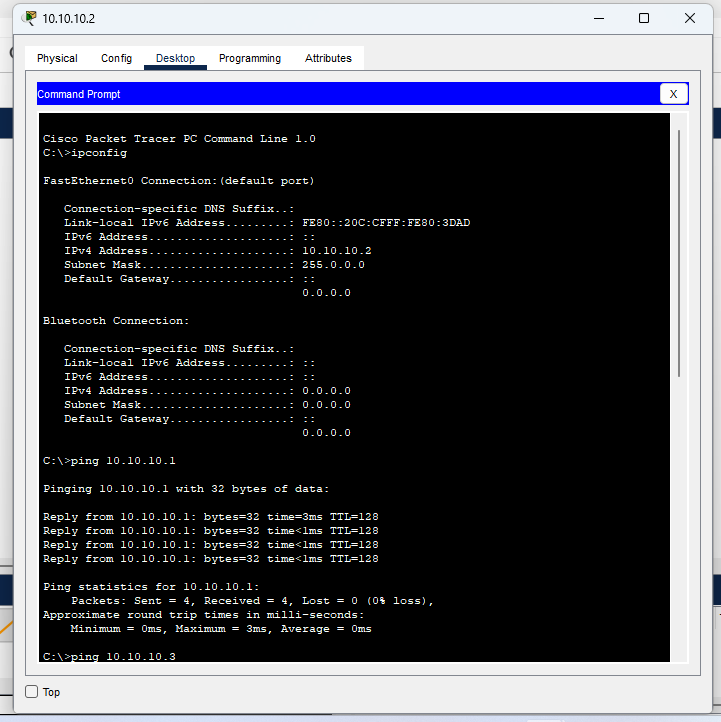 10.10.10.2
Physical Config Desktop Programming Attributes
Command Prompt X
Cisco Packet Tracer PC Command Line 1.0
C:\>ipconfig
FastEthernet0 Connection:(default port)
Connection-specific DNS Suffix..:
Link-local IPv6 Address.........: FE80::20C:CFFF:FE80:3DAD
IPv6 Address....................: ::
IPv4 Address....................: 10.10.10.2
Subnet Mask.....................: 255.0.0.0
Default Gateway.................: ::
0.0.0.0
Bluetooth Connection:
Connection-specific DNS Suffix..:
Link-local IPv6 Address.........: ::
IPv6 Address....................: ::
IPv4 Address....................: 0.0.0.0
Subnet Mask.....................: 0.0.0.0
Default Gateway.................: ::
0.0.0.0
C:\>ping 10.10.10.1
Pinging 10.10.10.1 with 32 bytes of data:
Reply from 10.10.10.1: bytes=32 time=3ms TTL=128
Reply from 10.10.10.1: bytes=32 time<1ms TTL=128
Reply from 10.10.10.1: bytes=32 time<1ms TTL=128
Reply from 10.10.10.1: bytes=32 time<1ms TTL=128
Ping statistics for 10.10.10.1:
Packets: Sent = 4, Received = 4, Lost = 0 (0% loss),
Approximate round trip times in milli-seconds:
Minimum = 0ms, Maximum = 3ms, Average = 0ms
C:\>ping 10.10.10.3
Top